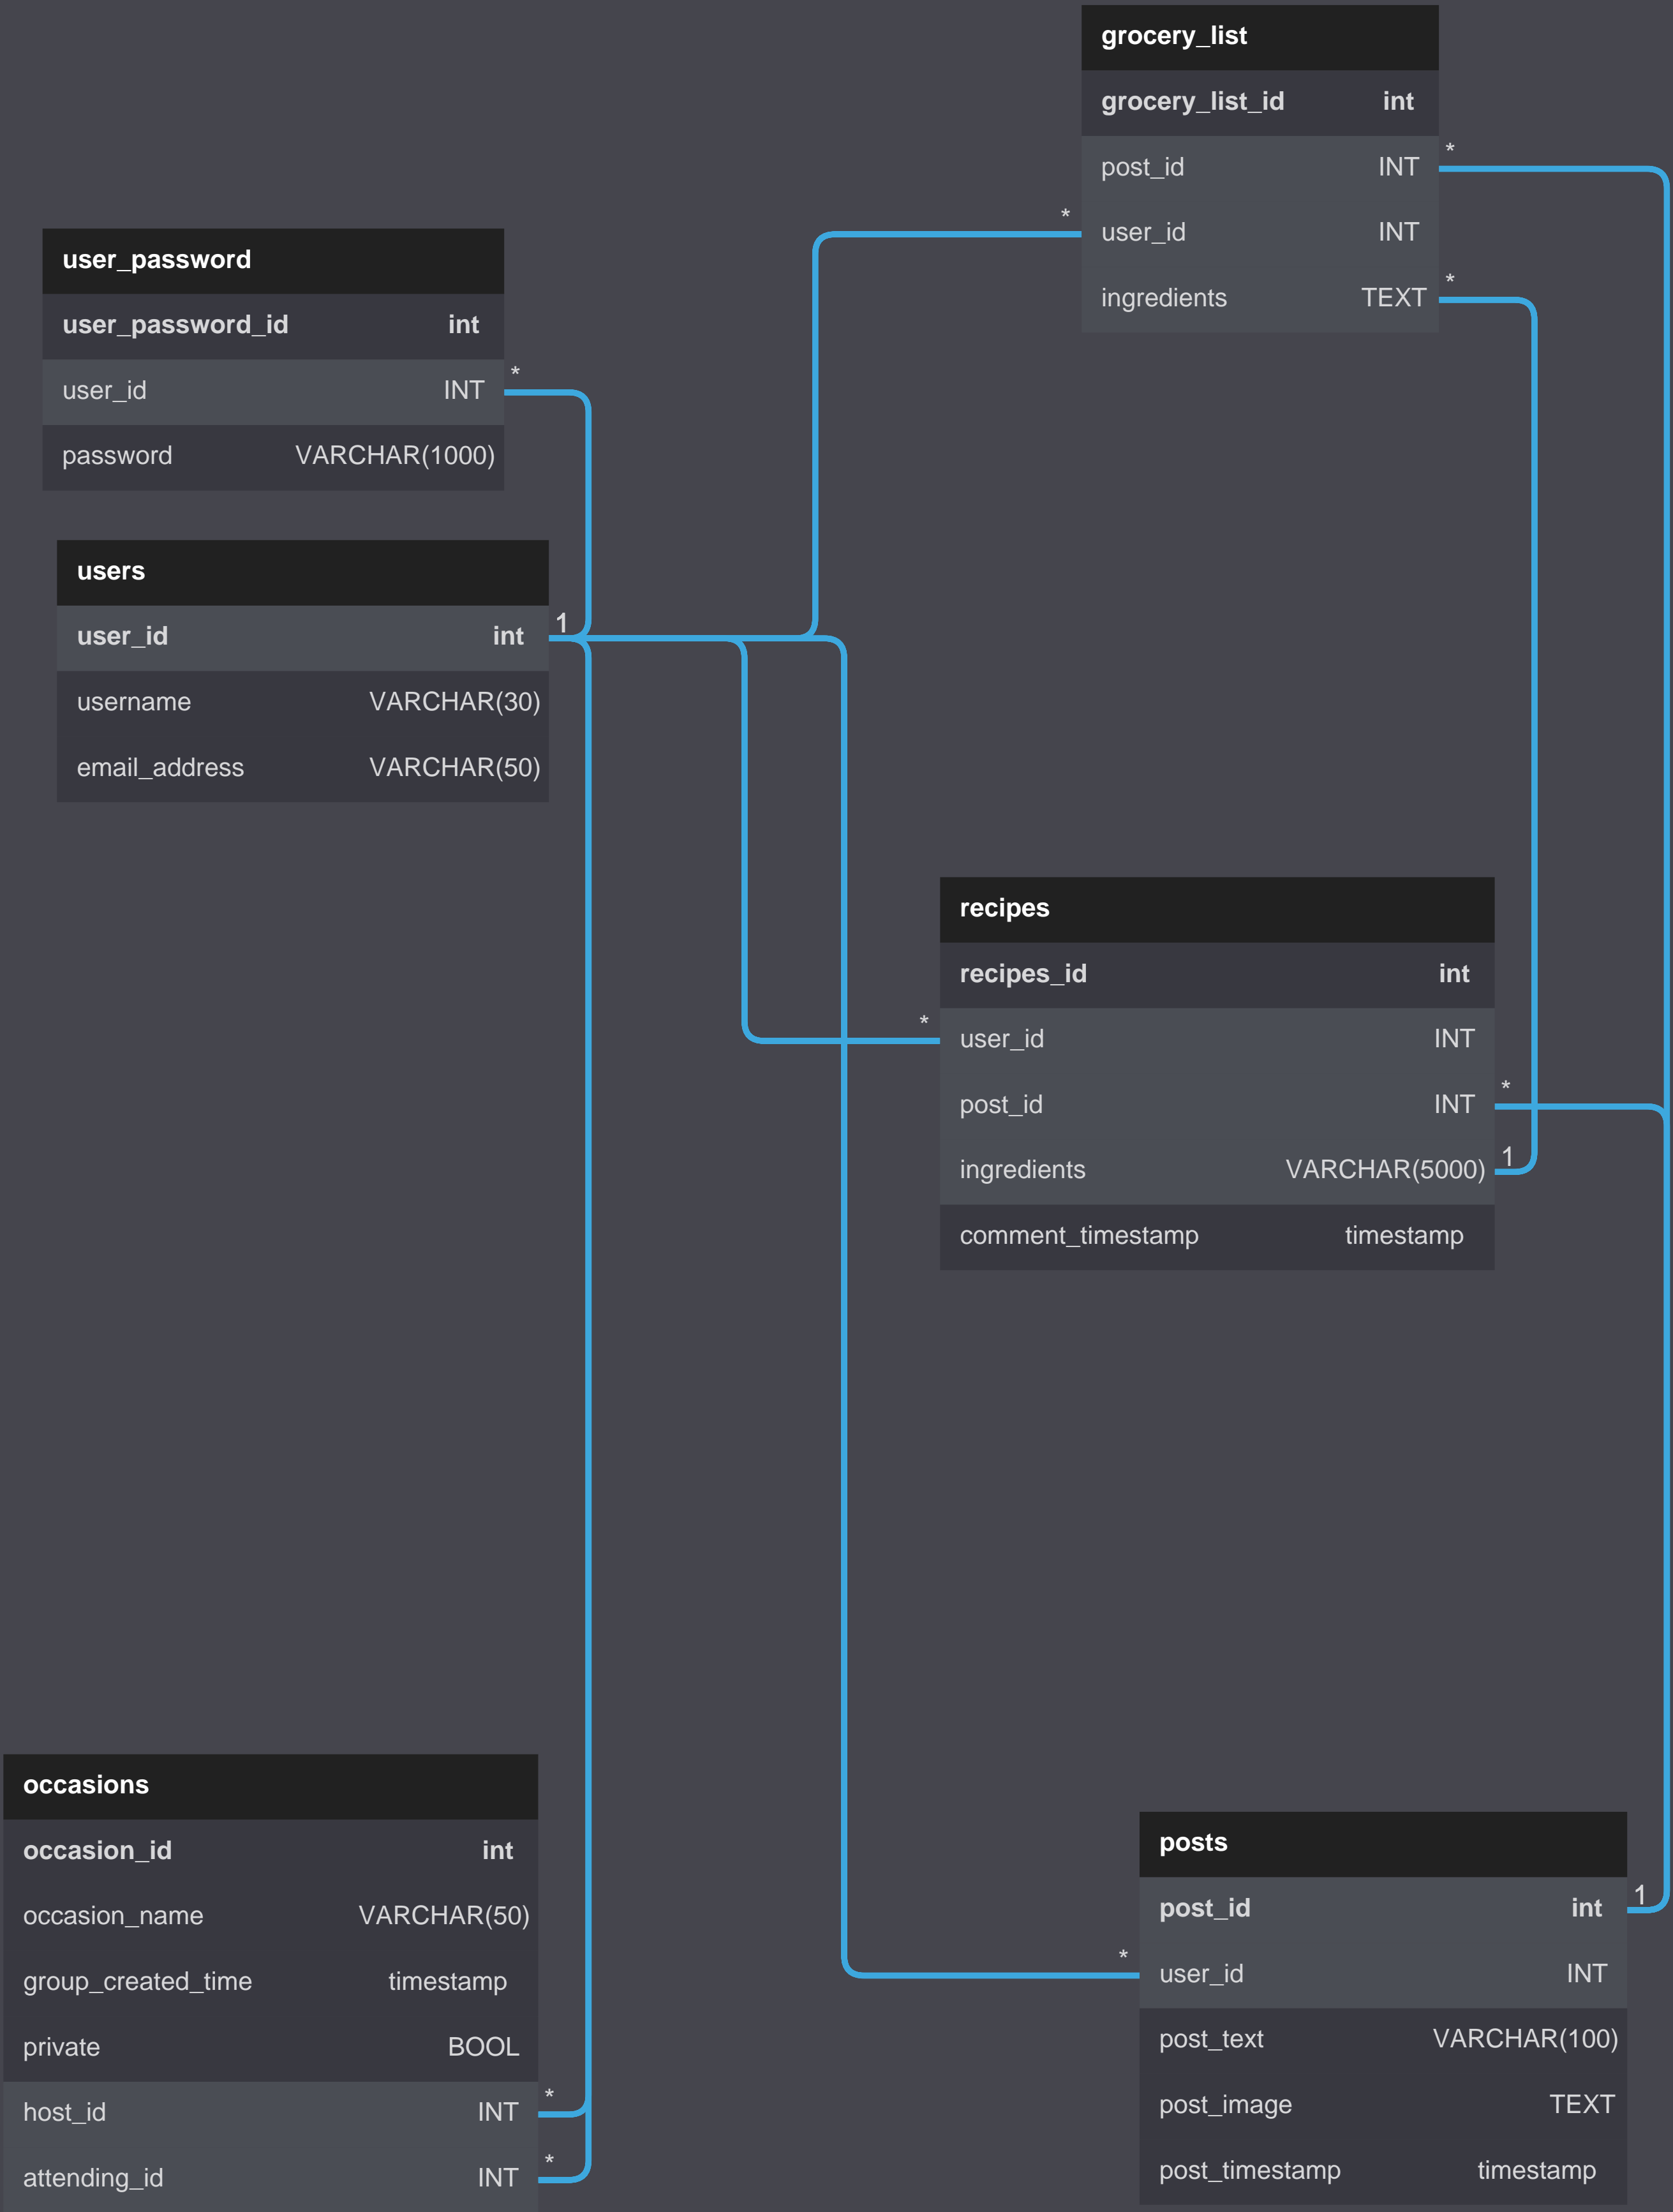 grocery_list
grocery_list_id int
post_id INT *
* user_id INT
ingredients TEXT *
user_password
user_password_id int
user_id INT *
password VARCHAR(1000)
users
user_id int 1
username VARCHAR(30)
email_address VARCHAR(50)
recipes
recipes_id int
* user_id INT
post_id INT *
ingredients VARCHAR(5000) 1
comment_timestamp timestamp
occasions
occasion_id int
occasion_name VARCHAR(50)
group_created_time timestamp
private BOOL
host_id INT *
attending_id INT *
posts
post_id int 1
* user_id INT
post_text VARCHAR(100)
post_image TEXT
post_timestamp timestamp